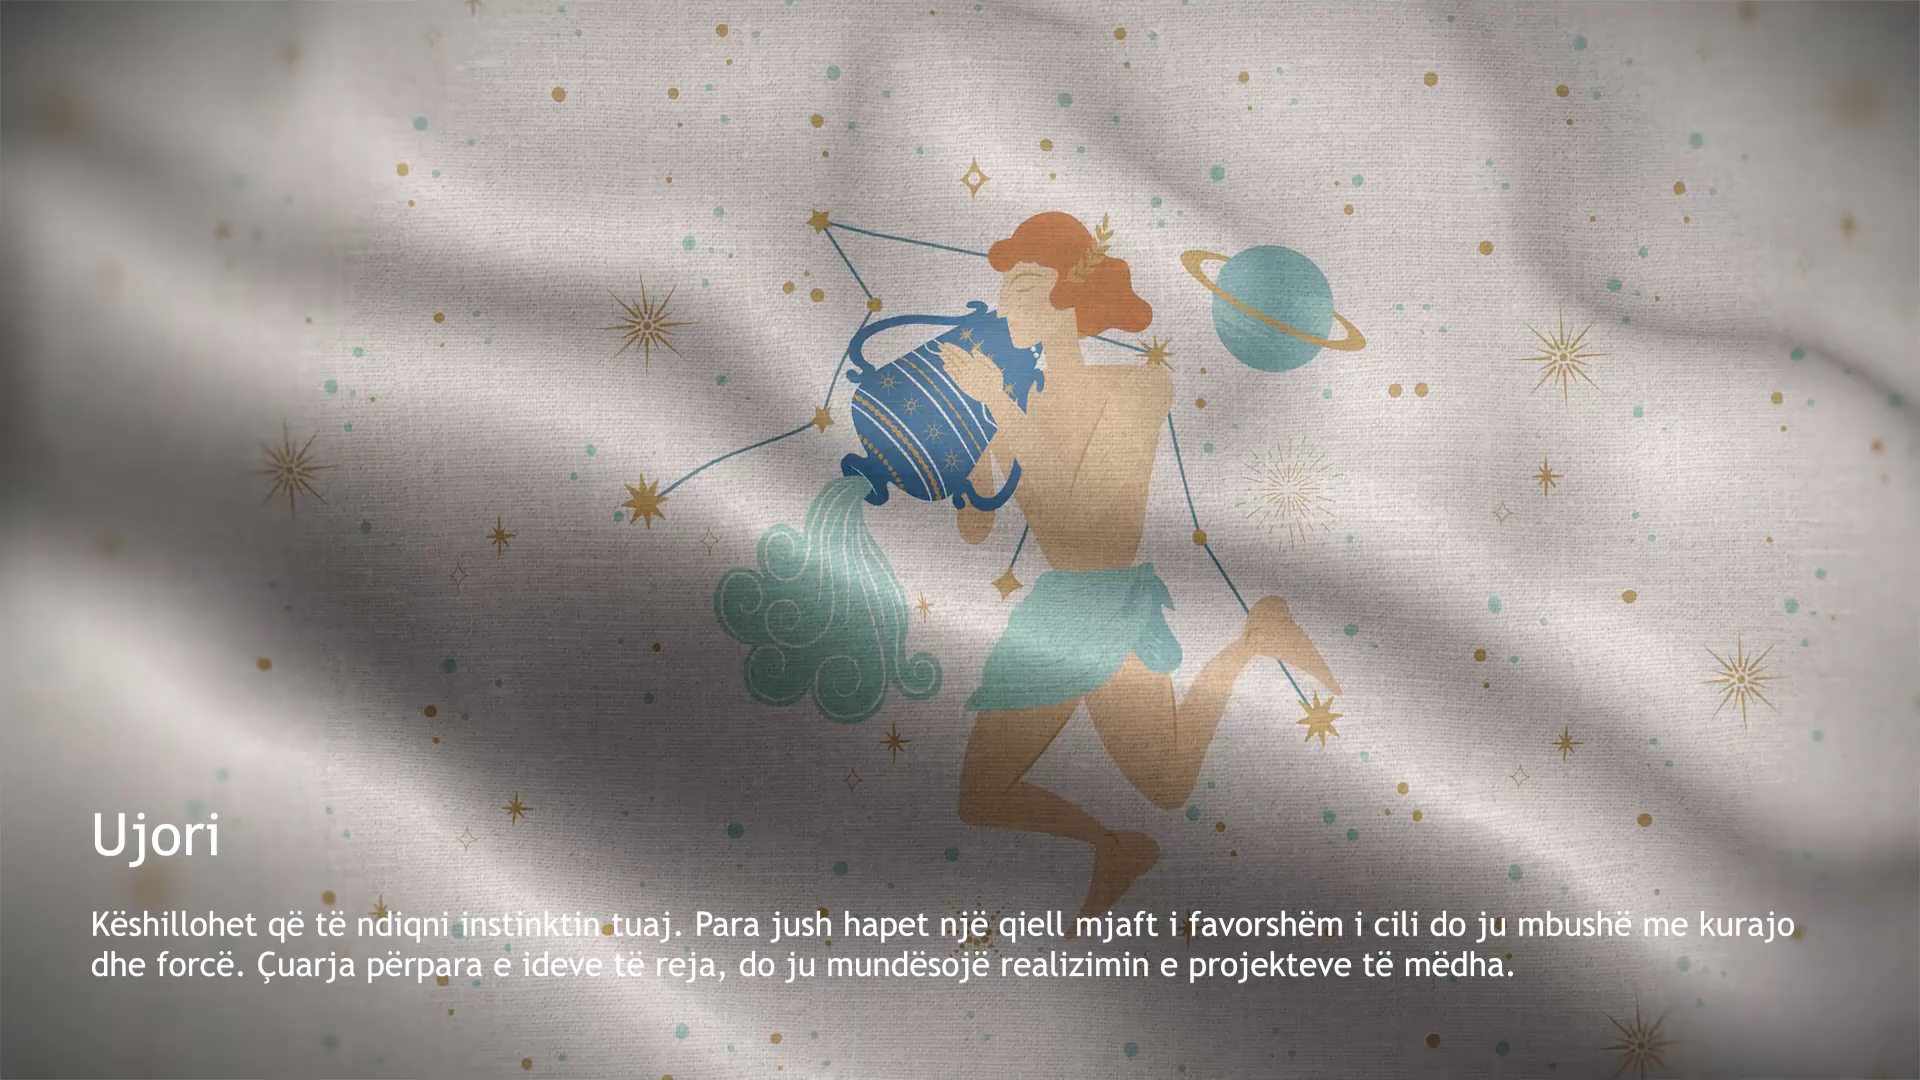 Ujori
Këshillohet që të ndiqni instinktin tuaj. Para jush hapet një qiell mjaft i favorshëm i cili do ju mbushë me kurajo
dhe forcë. Çuarja përpara e ideve të reja, do ju mundësojë realizimin e projekteve të mëdha.